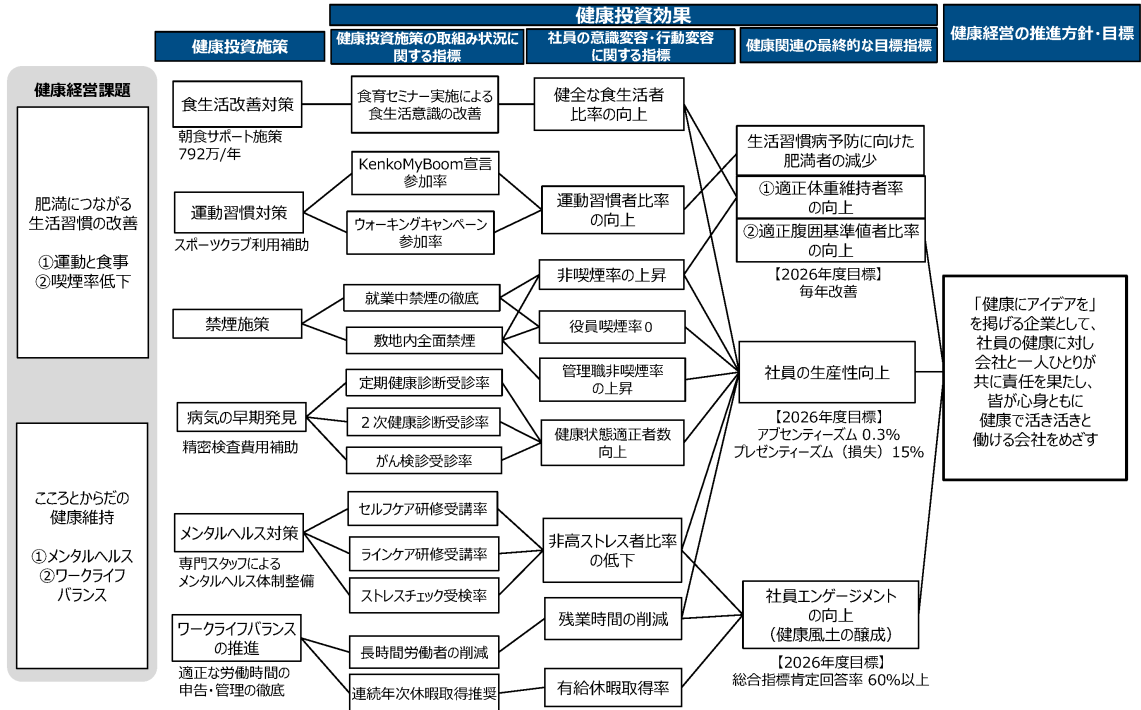 健康投資効果
健康経営の推進方針・目標
健康投資施策
健康投資施策の取組み状況に
関する指標
社員の意識変容・行動変容
に関する指標
健康関連の最終的な目標指標
健康経営課題
肥満につながる
生活習慣の改善
①運動と食事
②喫煙率低下
こころとからだの
健康維持
①メンタルヘルス
②ワークライフ
バランス
食生活改善対策
朝食サポート施策
792万/年
運動習慣対策
スポーツクラブ利用補助
禁煙施策
病気の早期発見
精密検査費用補助
メンタルヘルス対策
専門スタッフによる
メンタルヘルス体制整備
ワークライフバランス
の推進
適正な労働時間の
申告・管理の徹底
食育セミナー実施による
食生活意識の改善
KenkoMyBoom宣言
参加率
ウォーキングキャンペーン
参加率
就業中禁煙の徹底
敷地内全面禁煙
定期健康診断受診率
２次健康診断受診率
がん検診受診率
セルフケア研修受講率
ラインケア研修受講率
ストレスチェック受検率
長時間労働者の削減
連続年次休暇取得推奨
健全な食生活者
比率の向上
運動習慣者比率
の向上
非喫煙率の上昇
役員喫煙率０
管理職非喫煙率
の上昇
健康状態適正者数
向上
非高ストレス者比率
の低下
残業時間の削減
有給休暇取得率
生活習慣病予防に向けた
肥満者の減少
①適正体重維持者率
の向上
②適正腹囲基準値者比率
の向上
【2026年度目標】
毎年改善
社員の生産性向上
【2026年度目標】
アブセンティーズム 0.3%
プレゼンティーズム（損失）15%
社員エンゲージメント
の向上
（健康風土の醸成）
【2026年度目標】
総合指標肯定回答率 60%以上
「健康にアイデアを」
を掲げる企業として、
社員の健康に対し
会社と一人ひとりが
共に責任を果たし、
皆が心身ともに
健康で活き活きと
働ける会社をめざす